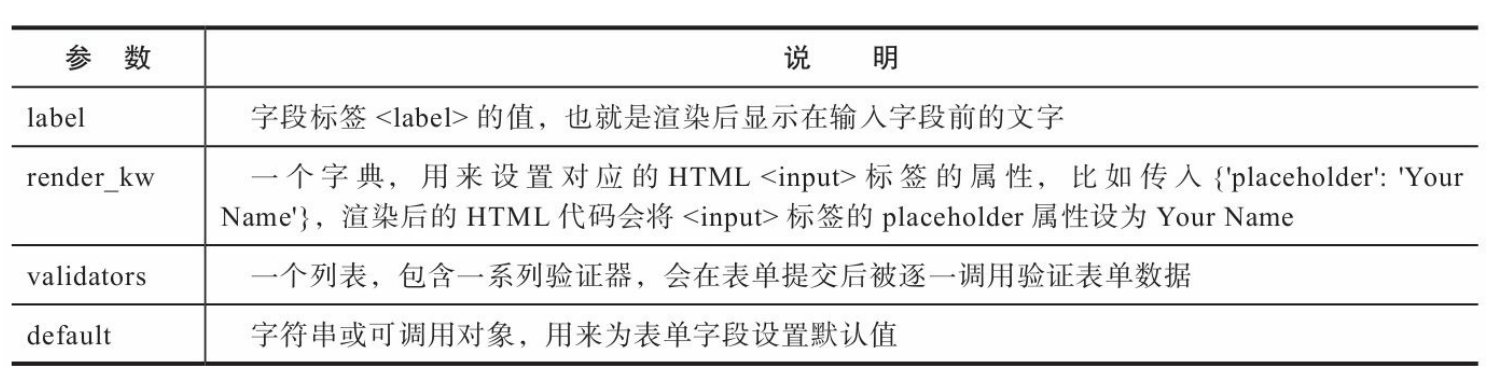 参 数 说 明
label 字段标签 <label> 的值，也就是渲染后显示在输入字段前的文字
render_kw 一个字典，用来设置对应的 HTML <input> 标签的属性，比如传入 {'placeholder': 'Your
Name'}，渲染后的 HTML 代码会将 <input> 标签的 placeholder 属性设为 Your Name
validators 一个列表，包含一系列验证器，会在表单提交后被逐一调用验证表单数据
default 字符串或可调用对象，用来为表单字段设置默认值